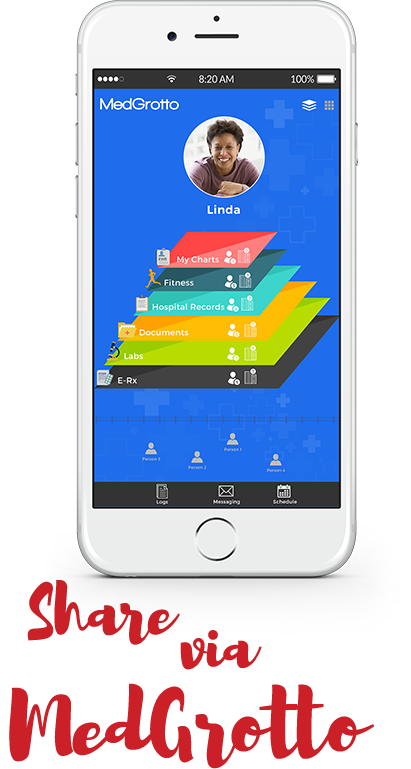 8:20 AM 100%
MedGrotto
Linda
My Charts
Fitness
Hospital Records
Documents
Labs
E-Rx
Person 1
Person 3
Person 2
Person 4
Logs Messaging Schedule
Share
via
MedGrotto